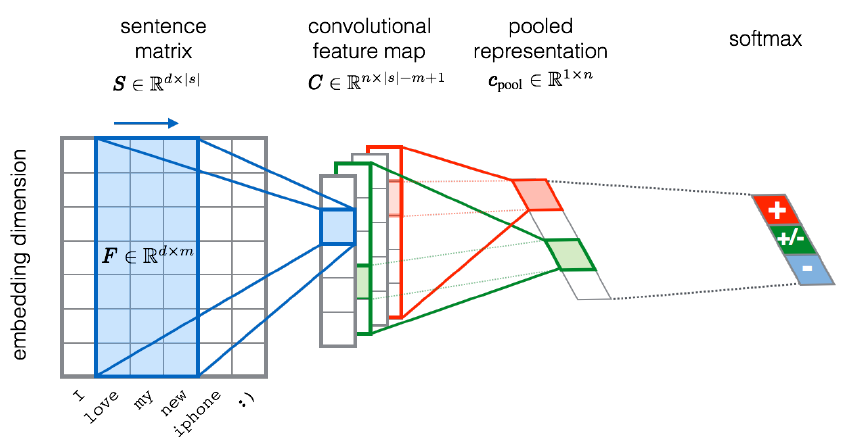 sentence
matrix
S ∈ ℝ^{d×|s|}
convolutional
feature map
C ∈ ℝ^{n×|s|−m+1}
pooled
representation
c_pool ∈ ℝ^{1×n}
softmax
embedding dimension
F ∈ ℝ^{d×m}
I
love
my
new
iphone
:)
+
+/-
-